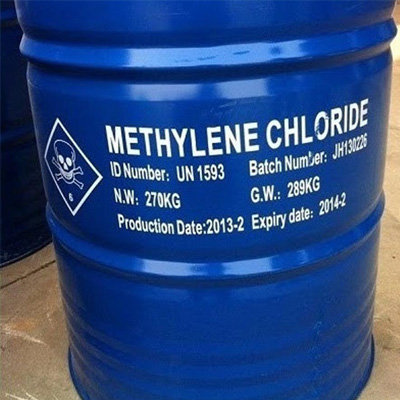 METHYLENE CHLORIDE
ID Number: UN 1593 Batch Number: JH130226
N.W: 270KG G.W.: 289KG
Production Date:2013-2 Expiry date: 2014-2
6